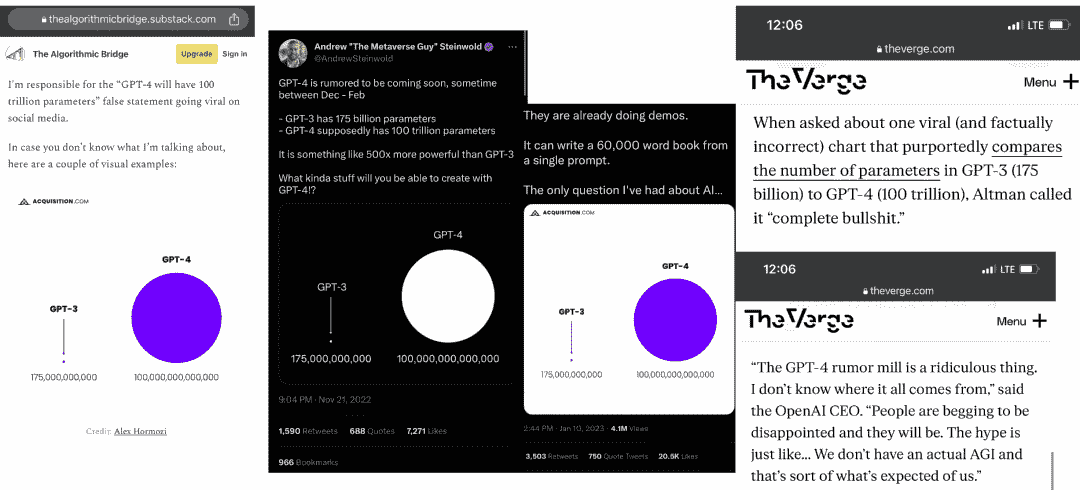 thealgorithmicbridge.substack.com
The Algorithmic Bridge
Upgrade
Sign in
I'm responsible for the “GPT-4 will have 100
trillion parameters” false statement going viral on
social media.
In case you don't know what I'm talking about,
here are a couple of visual examples:
ACQUISITION.COM
GPT-4
GPT-3
175,000,000,000
100,000,000,000,000
Credit: Alex Hormozi
Andrew "The Metaverse Guy" Steinwold
@AndrewSteinwold
GPT-4 is rumored to be coming soon, sometime
between Dec - Feb
- GPT-3 has 175 billion parameters
- GPT-4 supposedly has 100 trillion parameters
It is something like 500x more powerful than GPT-3
What kinda stuff will you be able to create with
GPT-4!?
GPT-4
GPT-3
175,000,000,000
100,000,000,000,000
9:04 PM · Nov 21, 2022
1,590 Retweets 688 Quotes 7,271 Likes
966 Bookmarks
They are already doing demos.
It can write a 60,000 word book from
a single prompt.
The only question I've had about AI...
ACQUISITION.COM
GPT-4
GPT-3
175,000,000,000
100,000,000,000,000
2:44 PM · Jan 10, 2023 · 4.1M Views
3,503 Retweets 750 Quote Tweets 20.5K Likes
12:06
LTE
theverge.com
The Verge
Menu +
When asked about one viral (and factually
incorrect) chart that purportedly compares
the number of parameters in GPT-3 (175
billion) to GPT-4 (100 trillion), Altman called
it “complete bullshit.”
12:06
LTE
theverge.com
The Verge
Menu +
“The GPT-4 rumor mill is a ridiculous thing.
I don't know where it all comes from,” said
the OpenAI CEO. “People are begging to be
disappointed and they will be. The hype is
just like... We don't have an actual AGI and
that's sort of what's expected of us.”